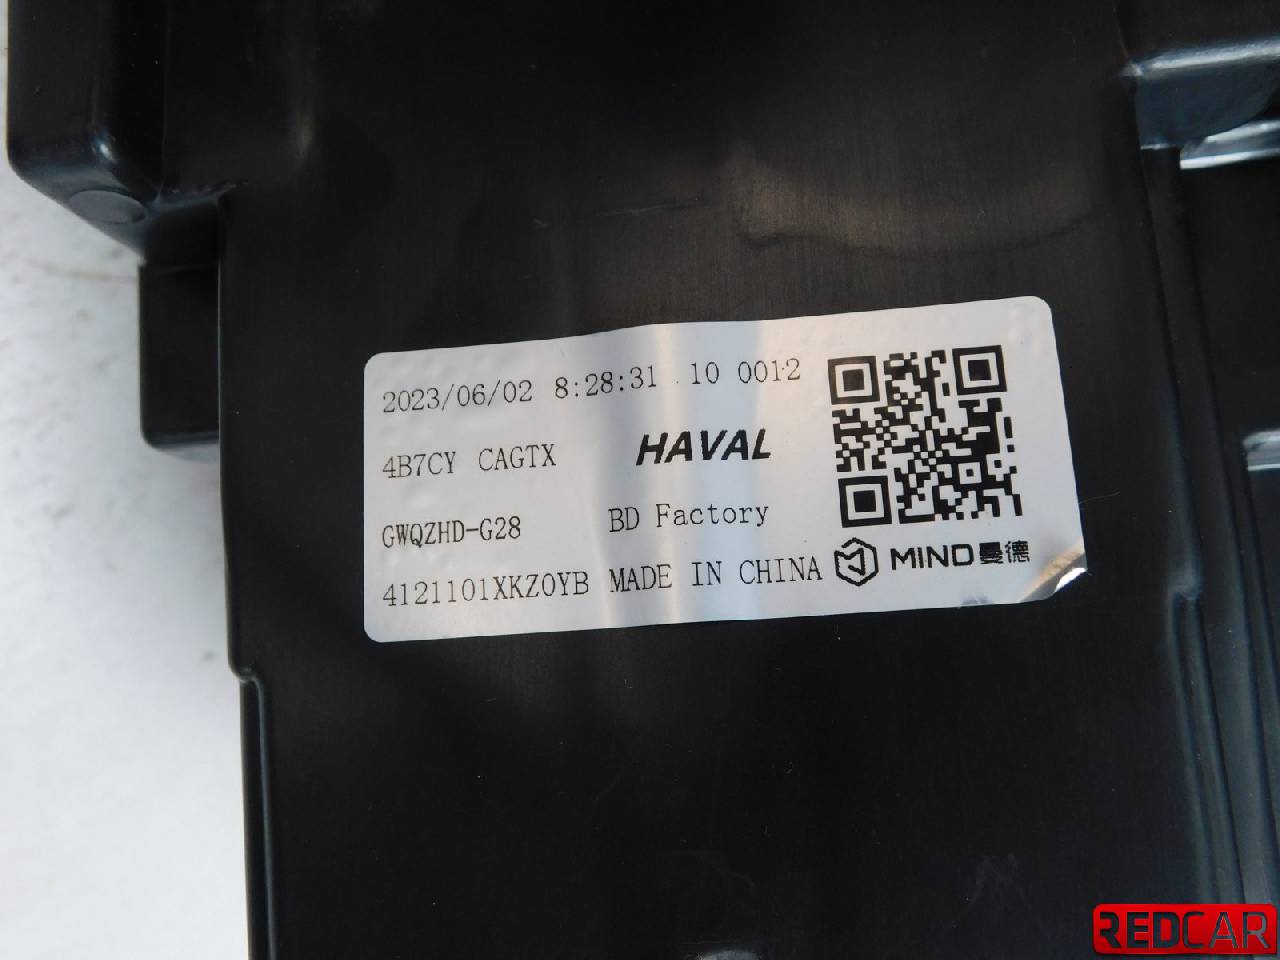 2023/06/02 8:28:31 10 0012
4B7CY CAGTX HAVAL
GWQZHD-G28 BD Factory
4121101XKZ0YB MADE IN CHINA MIND曼德
REDCAR